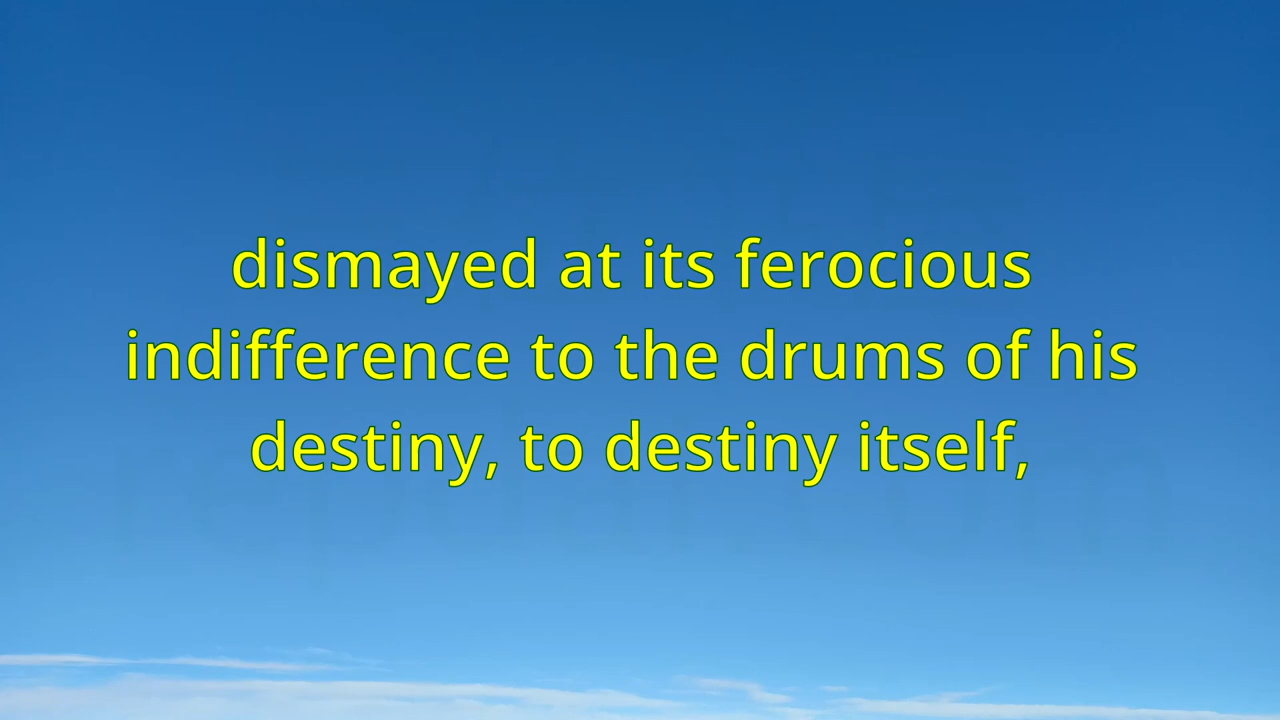 dismayed at its ferocious
indifference to the drums of his
destiny, to destiny itself,